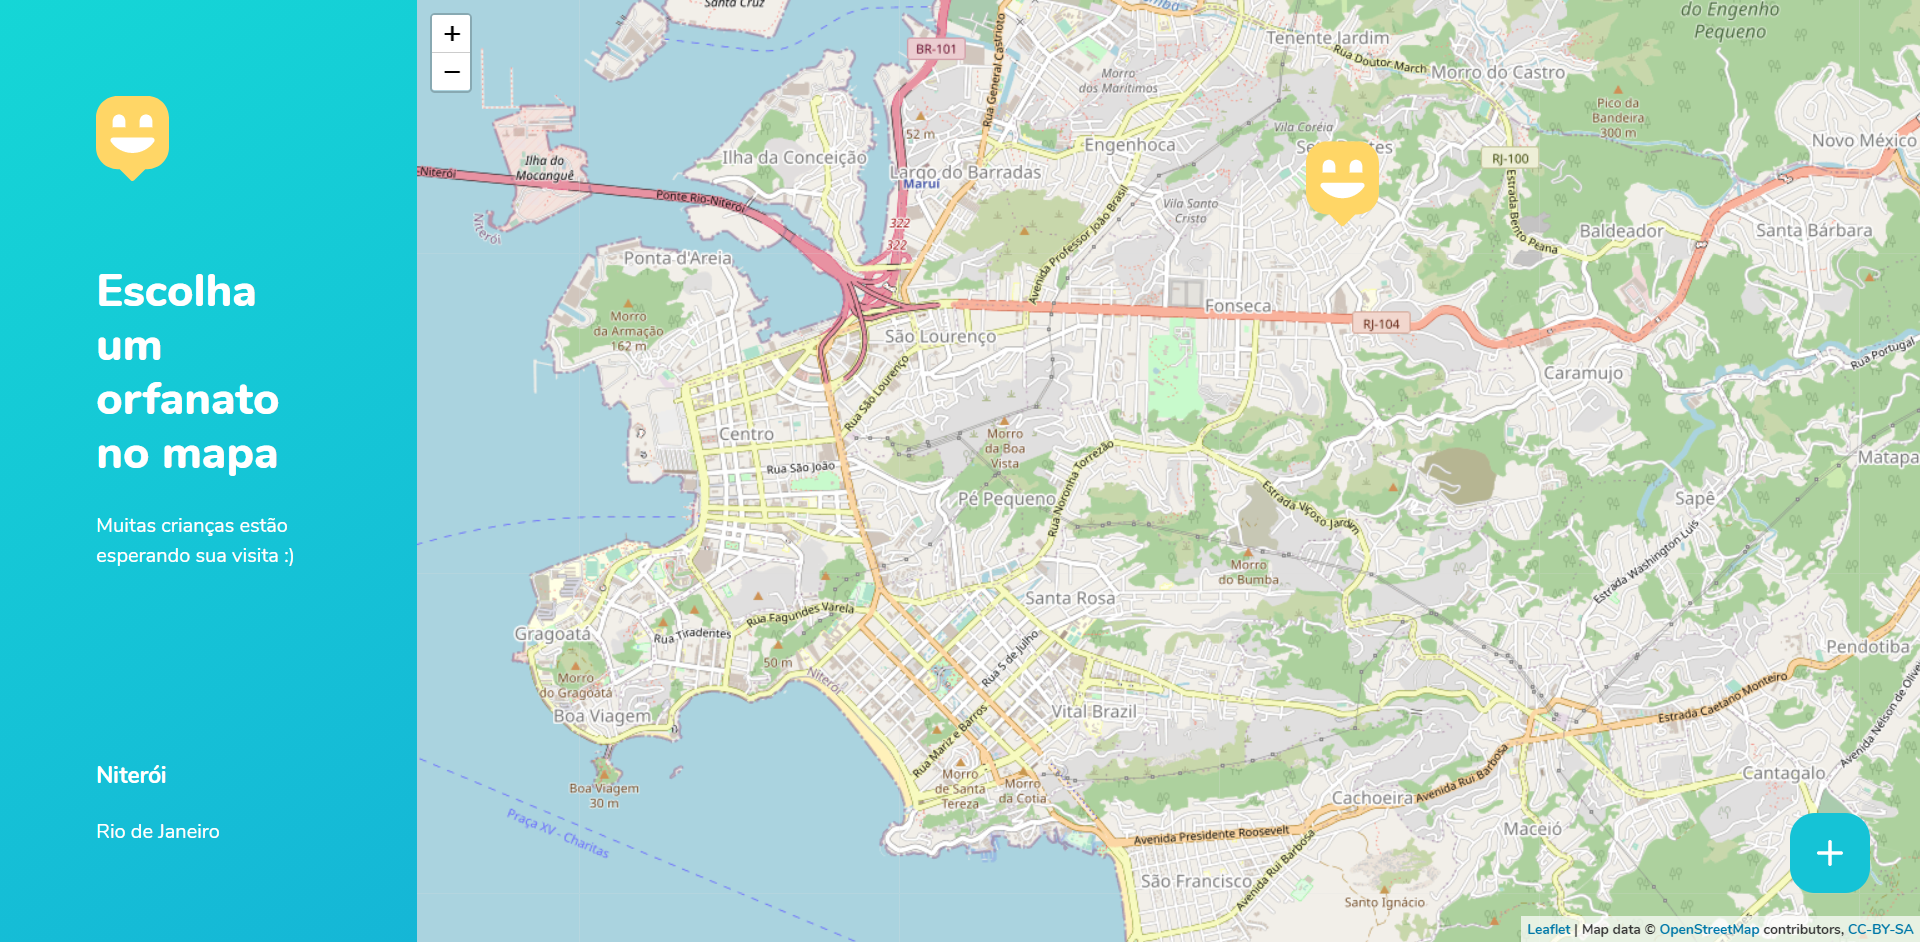 Escolha
um
orfanato
no mapa
Muitas crianças estão
esperando sua visita :)
Niterói
Rio de Janeiro
+
−
Santa Cruz
BR-101
Rua General Castrioto
Tenente Jardim
Rua Doutor March
Morro do Castro
do Engenho
Pequeno
Morro
dos Marítimos
Pico da
Bandeira
300 m
Novo México
52 m
Vila Coréia
Engenhoca
Ilha da Conceição
Ilha do
Mocanguê
Niterói
Largo do Barradas
Maruí
RJ-100
Ponte Rio-Niterói
Niterói
Vila Santo
Cristo
Avenida Professor João Brasil
Estrada Bento Pestana
Baldeador
Santa Bárbara
322
322
Ponta d'Areia
Morro
da Armação
162 m
Fonseca
RJ-104
São Lourenço
Rua São Lourenço
Rua Portugal
Caramujo
Centro
Rua São João
Morro
da Boa
Vista
Rua Noronha Torrezão
Matapa
Pé Pequeno
Estrada Viçoso Jardim
Sapê
Estrada Washington Luis
Morro
do Bumba
Santa Rosa
Rua Fagundes Varela
Gragoatá
Rua Tiradentes
50 m
Niterói
Rua 5 de Julho
Pendotiba
Morro
do Gragoatá
Boa Viagem
Vital Brazil
Estrada Caetano Monteiro
Rua Mariz e Barros
Avenida Rui Barbosa
Cantagalo
Boa Viagem
30 m
Morro
de Santa
Tereza
Morro
da Cotia
Cachoeira
Praça XV - Charitas
Avenida Presidente Roosevelt
Maceió
São Francisco
Avenida Rui Barbosa
Santo Ignácio
Leaflet | Map data © OpenStreetMap contributors, CC-BY-SA